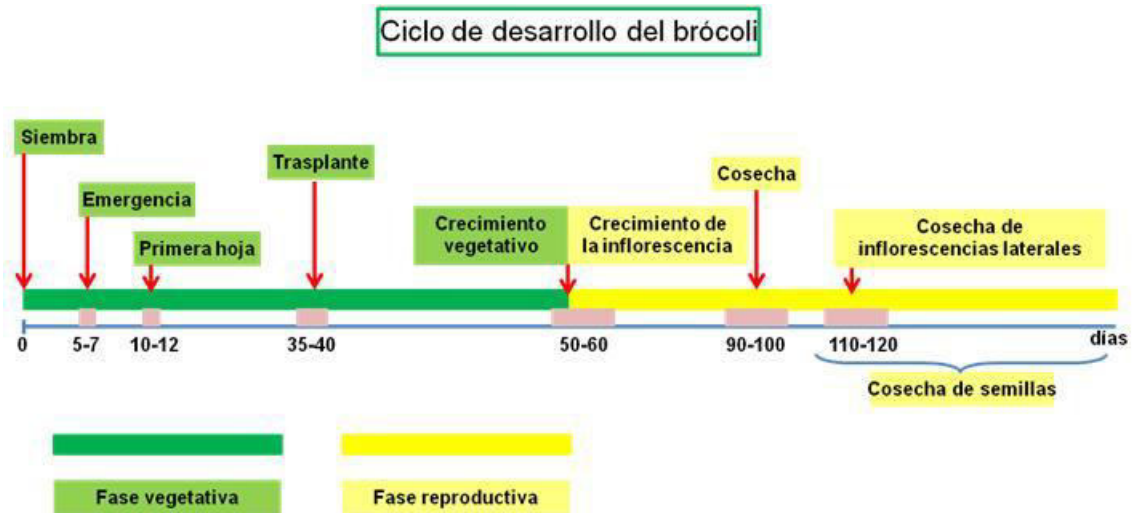 Ciclo de desarrollo del brócoli
Siembra
Emergencia
Primera hoja
Trasplante
Crecimiento
vegetativo
Crecimiento de
la inflorescencia
Cosecha
Cosecha de
inflorescencias laterales
0
5-7
10-12
35-40
50-60
90-100
110-120
días
Cosecha de semillas
Fase vegetativa
Fase reproductiva